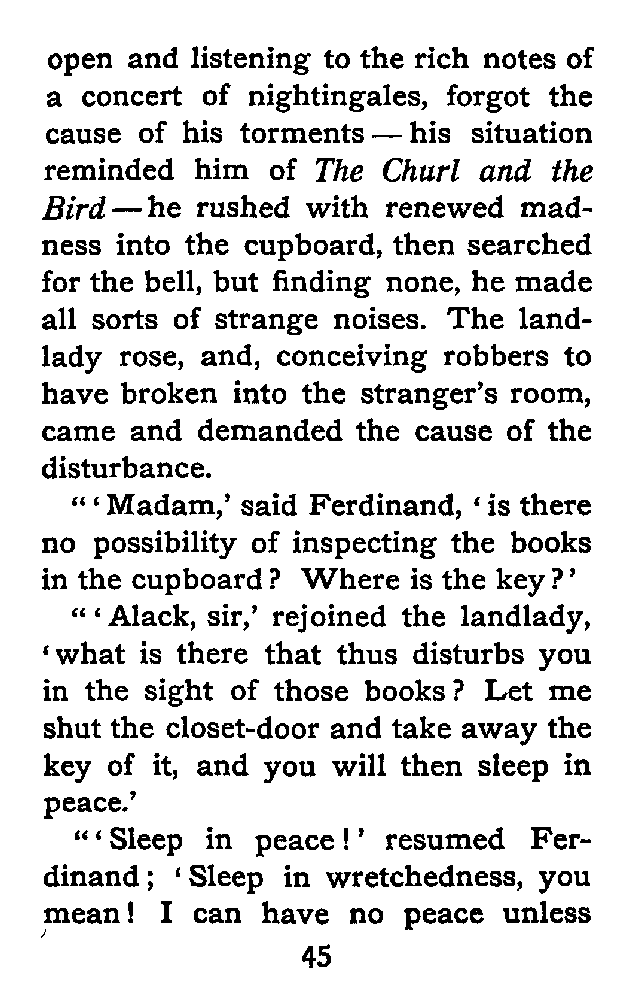 open and listening to the rich notes of
a concert of nightingales, forgot the
cause of his torments — his situation
reminded him of The Churl and the
Bird — he rushed with renewed mad-
ness into the cupboard, then searched
for the bell, but finding none, he made
all sorts of strange noises. The land-
lady rose, and, conceiving robbers to
have broken into the stranger's room,
came and demanded the cause of the
disturbance.
“‘Madam,’ said Ferdinand, ‘is there
no possibility of inspecting the books
in the cupboard? Where is the key?’
“‘Alack, sir,’ rejoined the landlady,
‘what is there that thus disturbs you
in the sight of those books? Let me
shut the closet-door and take away the
key of it, and you will then sleep in
peace.’
“‘Sleep in peace!’ resumed Fer-
dinand; ‘Sleep in wretchedness, you
mean! I can have no peace unless
45